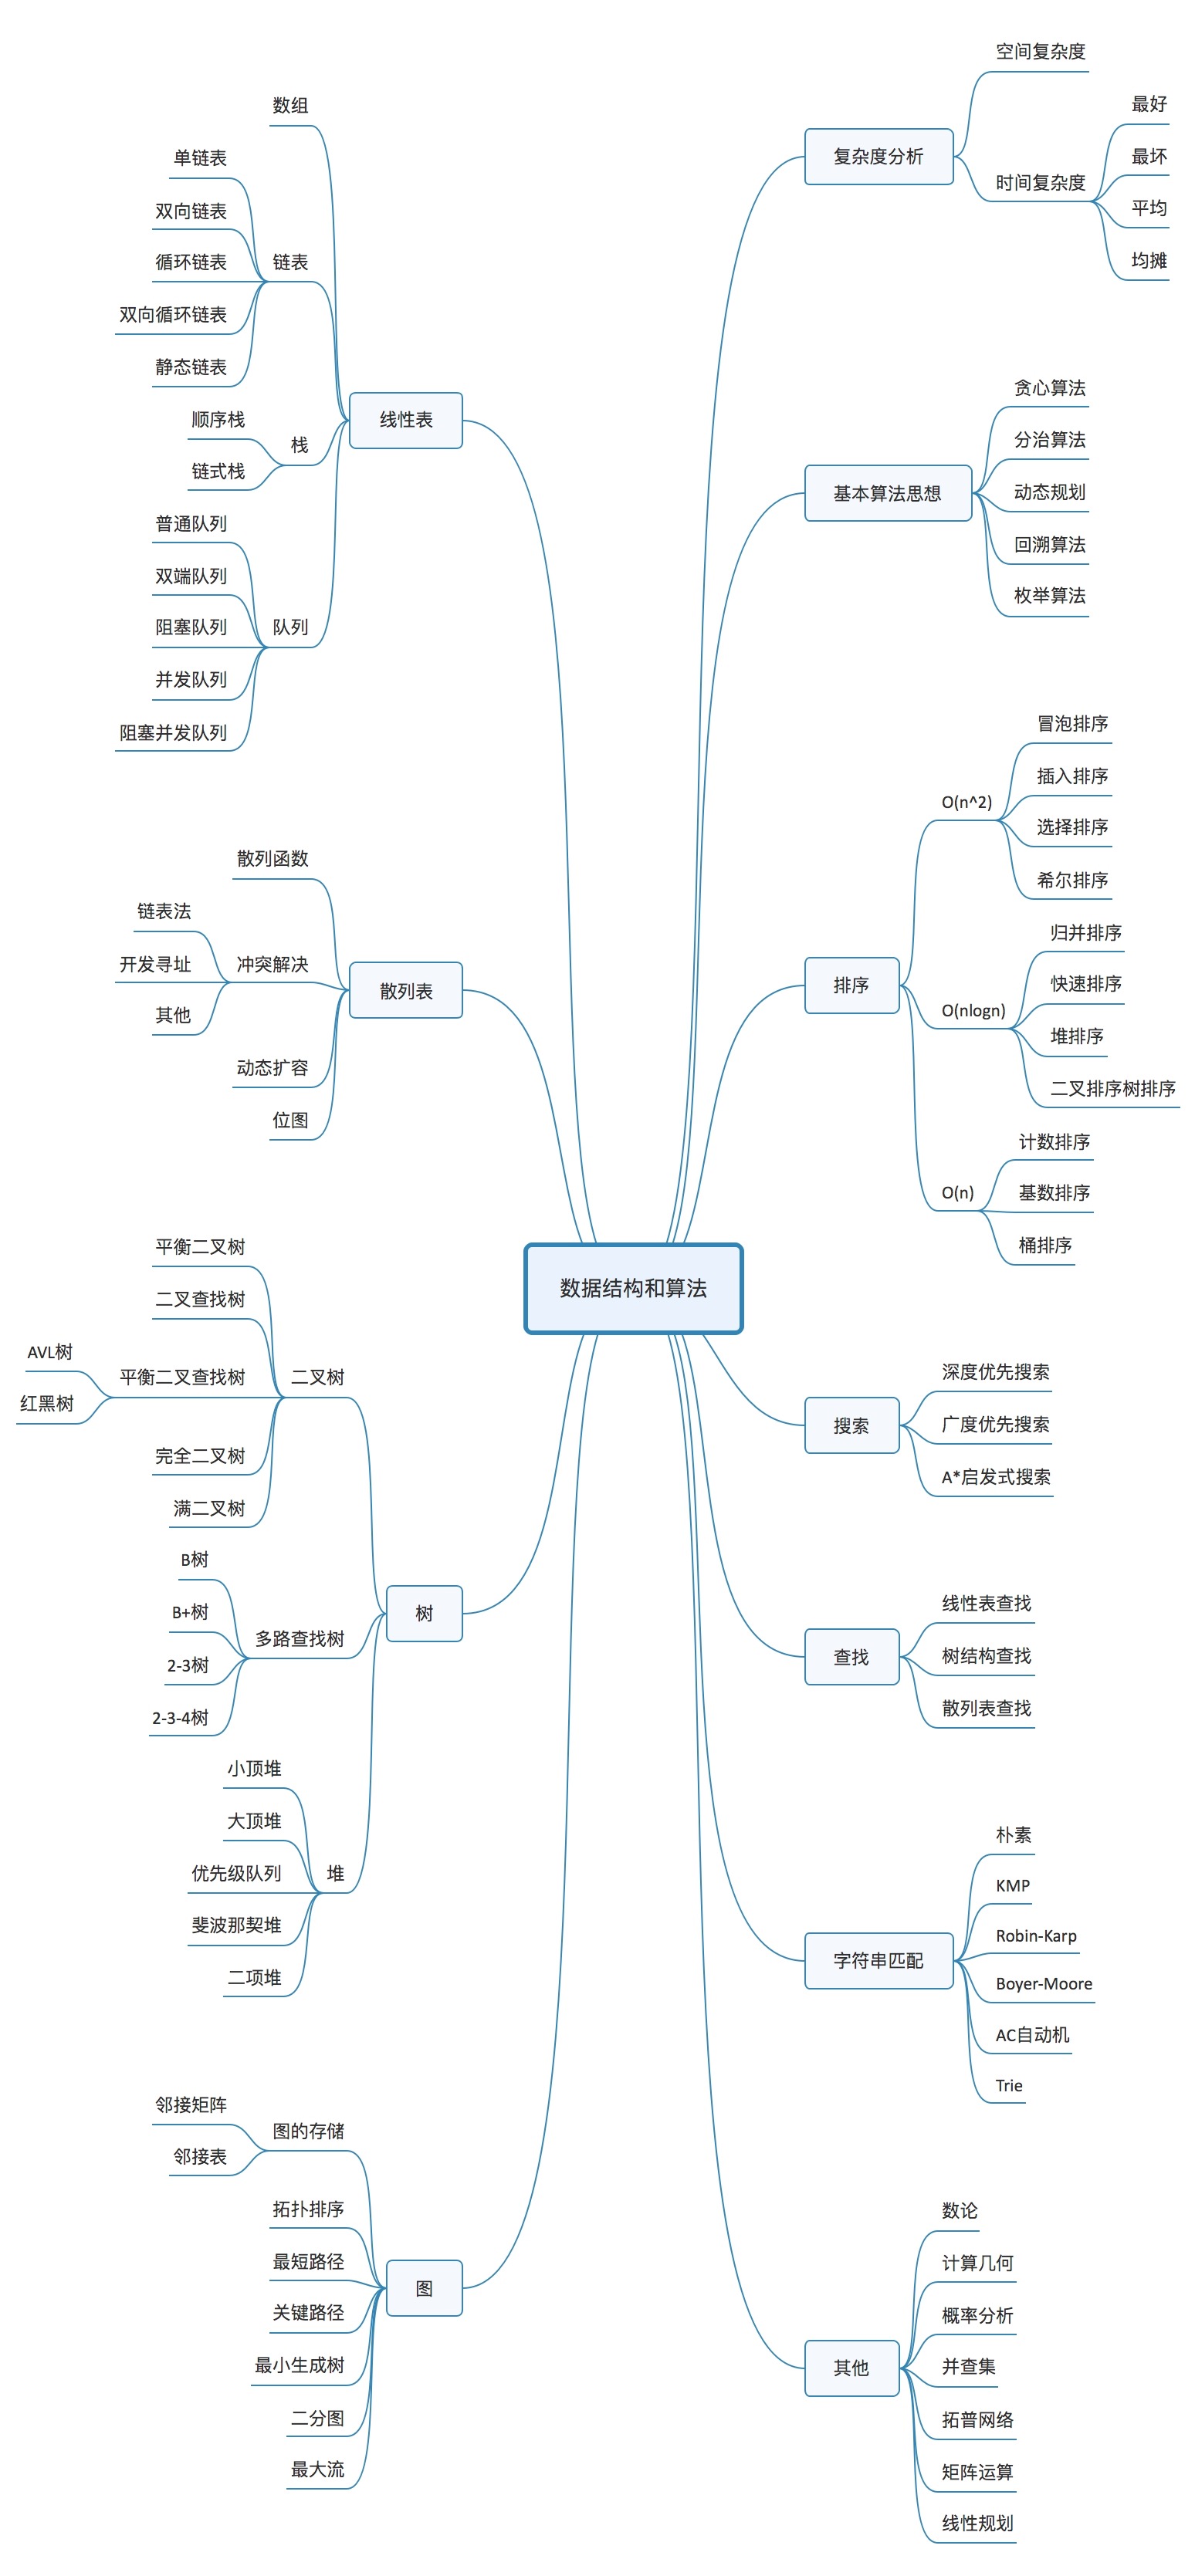 数据结构和算法
线性表
数组
链表
单链表
双向链表
循环链表
双向循环链表
静态链表
栈
顺序栈
链式栈
队列
普通队列
双端队列
阻塞队列
并发队列
阻塞并发队列
散列表
散列函数
冲突解决
链表法
开发寻址
其他
动态扩容
位图
树
二叉树
平衡二叉树
二叉查找树
平衡二叉查找树
AVL树
红黑树
完全二叉树
满二叉树
多路查找树
B树
B+树
2-3树
2-3-4树
堆
小顶堆
大顶堆
优先级队列
斐波那契堆
二项堆
图
图的存储
邻接矩阵
邻接表
拓扑排序
最短路径
关键路径
最小生成树
二分图
最大流
复杂度分析
空间复杂度
时间复杂度
最好
最坏
平均
均摊
基本算法思想
贪心算法
分治算法
动态规划
回溯算法
枚举算法
排序
O(n^2)
冒泡排序
插入排序
选择排序
希尔排序
O(nlogn)
归并排序
快速排序
堆排序
二叉排序树排序
O(n)
计数排序
基数排序
桶排序
搜索
深度优先搜索
广度优先搜索
A*启发式搜索
查找
线性表查找
树结构查找
散列表查找
字符串匹配
朴素
KMP
Robin-Karp
Boyer-Moore
AC自动机
Trie
其他
数论
计算几何
概率分析
并查集
拓普网络
矩阵运算
线性规划